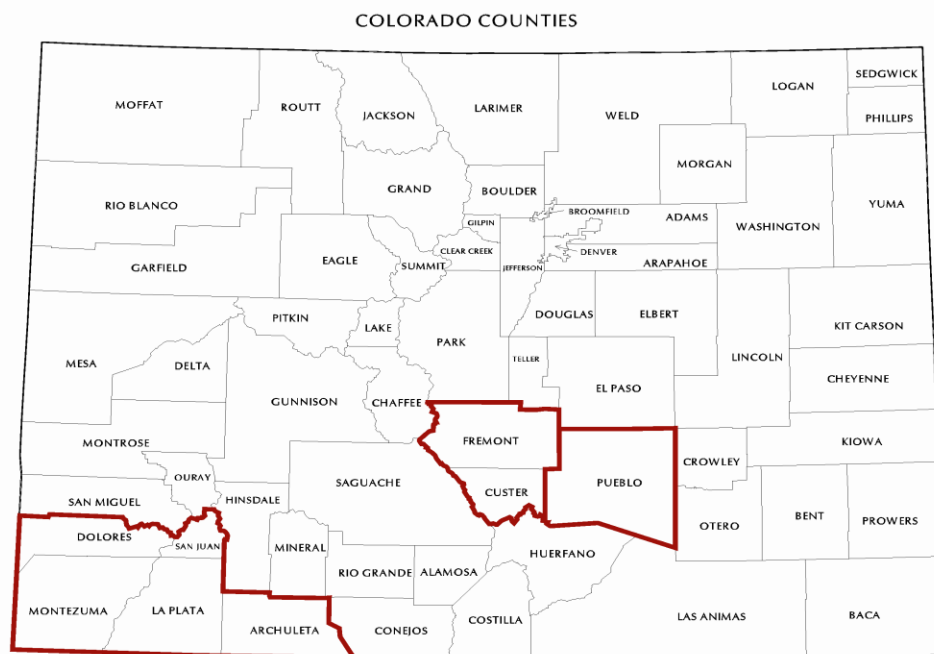 COLORADO COUNTIES
SEDGWICK
LOGAN
MOFFAT
ROUTT
LARIMER
JACKSON
WELD
PHILLIPS
MORGAN
GRAND
BOULDER
RIO BLANCO
YUMA
BROOMFIELD
ADAMS
GILPIN
WASHINGTON
CLEAR CREEK
DENVER
EAGLE
SUMMIT
JEFFERSON
ARAPAHOE
GARFIELD
PITKIN
DOUGLAS
ELBERT
LAKE
KIT CARSON
PARK
TELLER
LINCOLN
MESA
DELTA
CHEYENNE
EL PASO
GUNNISON
CHAFFEE
MONTROSE
FREMONT
KIOWA
CROWLEY
OURAY
SAGUACHE
PUEBLO
CUSTER
SAN MIGUEL
HINSDALE
BENT
PROWERS
OTERO
DOLORES
SAN JUAN
MINERAL
HUERFANO
RIO GRANDE
ALAMOSA
MONTEZUMA
LA PLATA
COSTILLA
LAS ANIMAS
BACA
ARCHULETA
CONEJOS